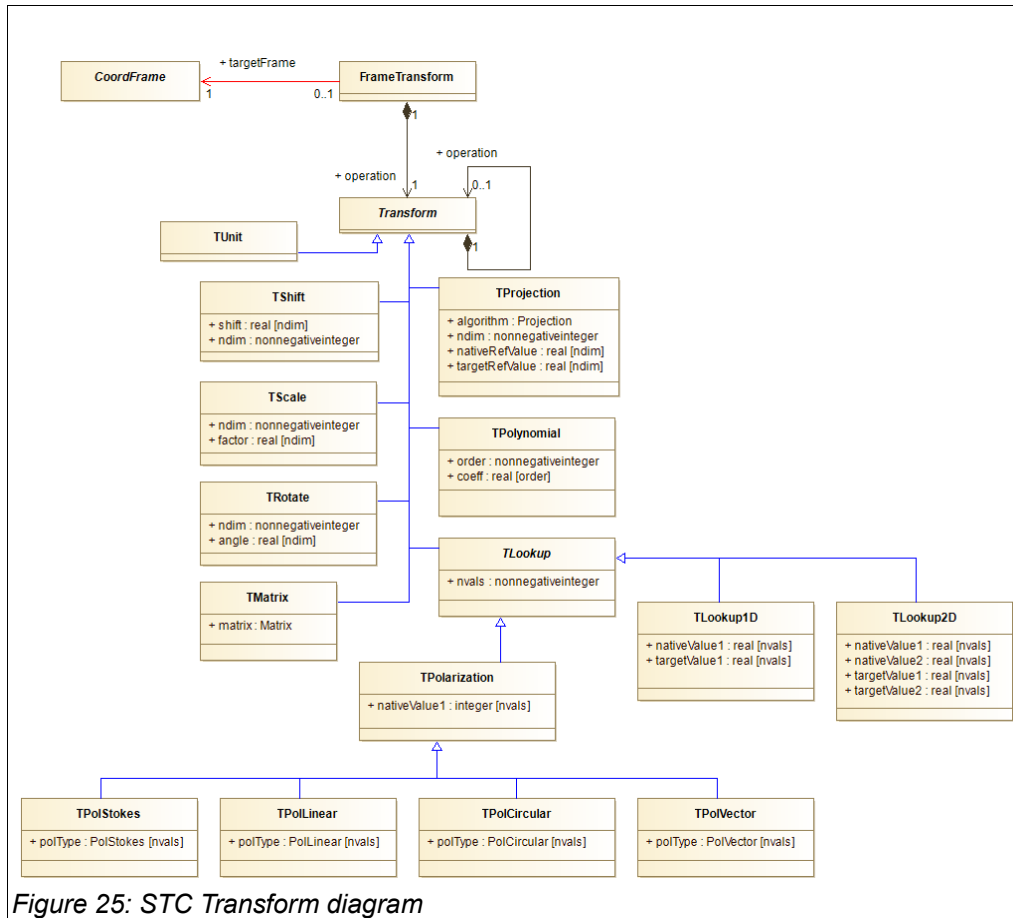 + targetFrame
CoordFrame
FrameTransform
1
0..1
1
+ operation
+ operation
1
0..1
Transform
1
TUnit
TShift
+ shift : real [ndim]
+ ndim : nonnegativeinteger
TProjection
+ algorithm : Projection
+ ndim : nonnegativeinteger
+ nativeRefValue : real [ndim]
+ targetRefValue : real [ndim]
TScale
+ ndim : nonnegativeinteger
+ factor : real [ndim]
TPolynomial
+ order : nonnegativeinteger
+ coeff : real [order]
TRotate
+ ndim : nonnegativeinteger
+ angle : real [ndim]
TLookup
+ nvals : nonnegativeinteger
TMatrix
+ matrix : Matrix
TLookup1D
+ nativeValue1 : real [nvals]
+ targetValue1 : real [nvals]
TLookup2D
+ nativeValue1 : real [nvals]
+ nativeValue2 : real [nvals]
+ targetValue1 : real [nvals]
+ targetValue2 : real [nvals]
TPolarization
+ nativeValue1 : integer [nvals]
TPolStokes
+ polType : PolStokes [nvals]
TPolLinear
+ polType : PolLinear [nvals]
TPolCircular
+ polType : PolCircular [nvals]
TPolVector
+ polType : PolVector [nvals]
Figure 25: STC Transform diagram